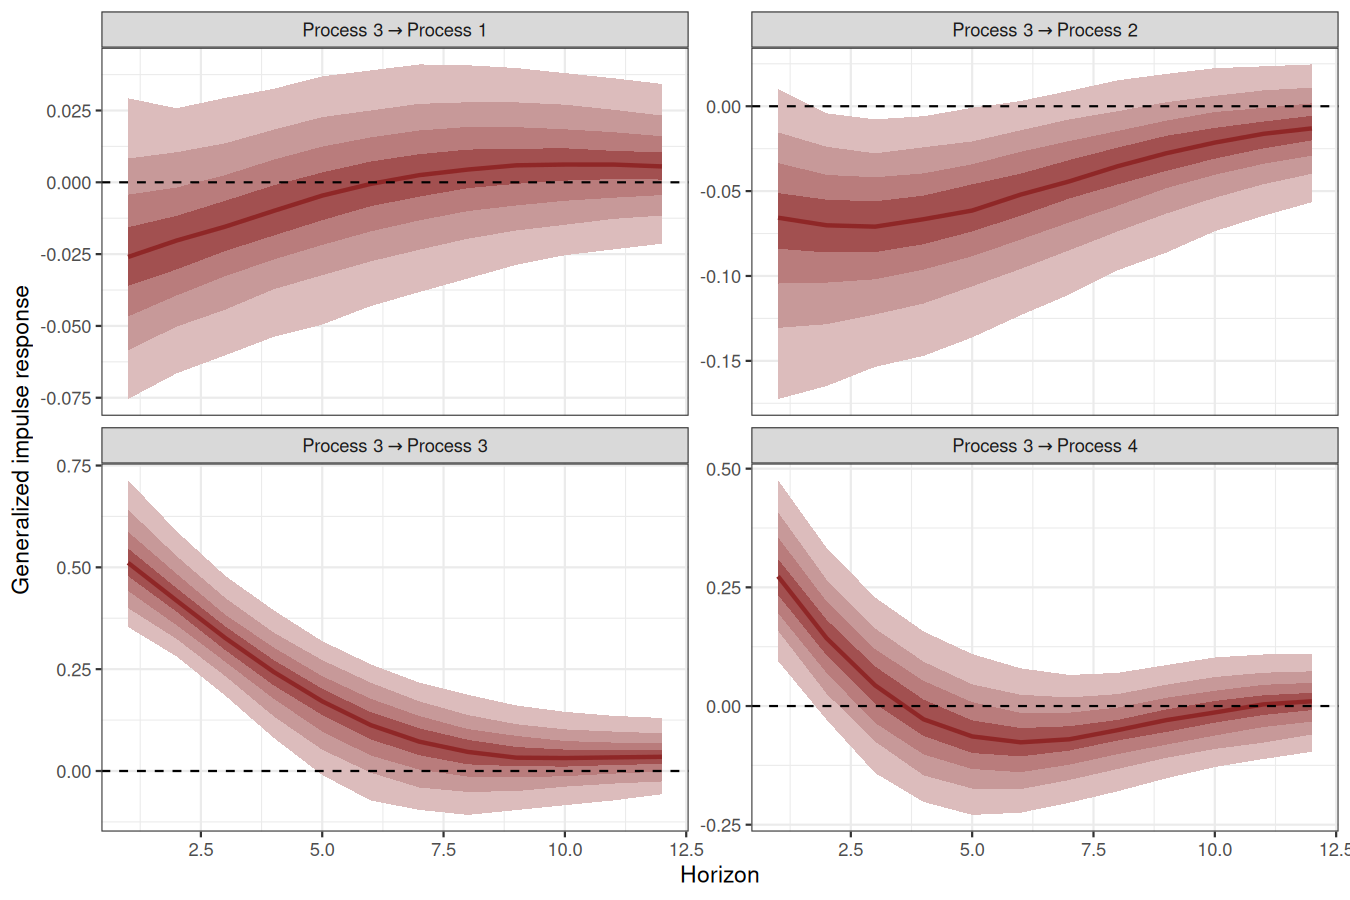 Process 3 → Process 1
Process 3 → Process 2
0.025
0.000
-0.025
-0.050
-0.075
0.00
-0.05
-0.10
-0.15
Generalized impulse response
Process 3 → Process 3
Process 3 → Process 4
0.75
0.50
0.25
0.00
0.50
0.25
0.00
-0.25
2.5 5.0 7.5 10.0 12.5
2.5 5.0 7.5 10.0 12.5
Horizon